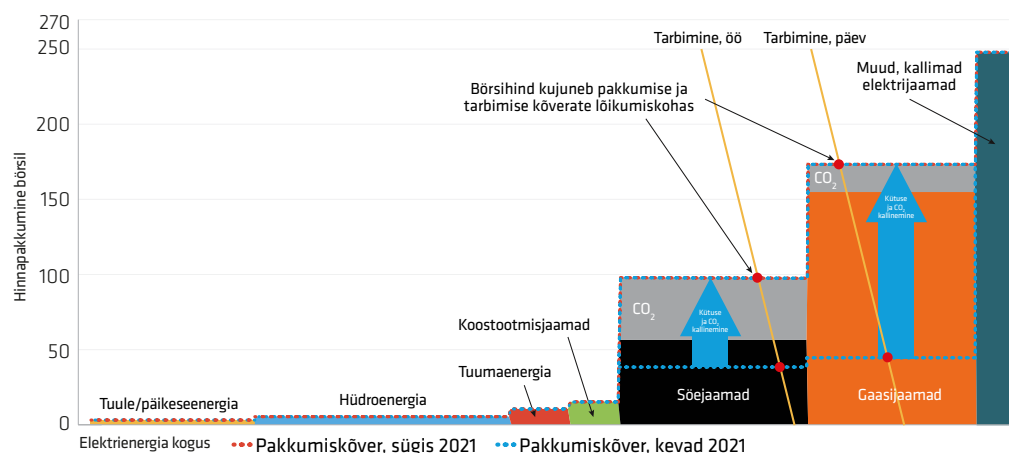 270
250
200
150
100
50
0
Hinnapakkumine börsil
Tarbimine, öö
Tarbimine, päev
Börsihind kujuneb pakkumise ja
tarbimise kõverate lõikumiskohas
Muud, kallimad
elektrijaamad
CO₂
Kütuse
ja CO₂
kallinemine
CO₂
Kütuse
ja CO₂
kallinemine
Koostootmisjaamad
Tuumaenergia
Tuule/päikeseenergia
Hüdroenergia
Söejaamad
Gaasijaamad
Elektrienergia kogus
Pakkumiskõver, sügis 2021
Pakkumiskõver, kevad 2021